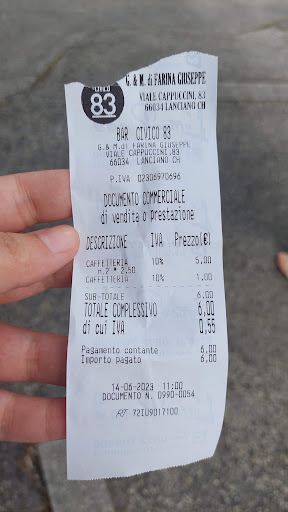 CIVICO
83
G. & M. di FARINA GIUSEPPE
VIALE CAPPUCCINI, 83
66034 LANCIANO CH
BAR CIVICO 83
G.& M.di FARINA GIUSEPPE
VIALE CAPPUCCINI,83
66034 LANCIANO CH
P.IVA 02306970696
DOCUMENTO COMMERCIALE
di vendita o prestazione
DESCRIZIONE IVA Prezzo(€)
CAFFETTERIA 10% 5,00
n.2 * 2,50
CAFFETTERIA 10% 1,00
SUB-TOTALE 6,00
TOTALE COMPLESSIVO 6,00
di cui IVA 0,55
Pagamento contante 6,00
Importo pagato 6,00
14-06-2023 11:00
DOCUMENTO N. 0990-0054
RT 72IU9017100